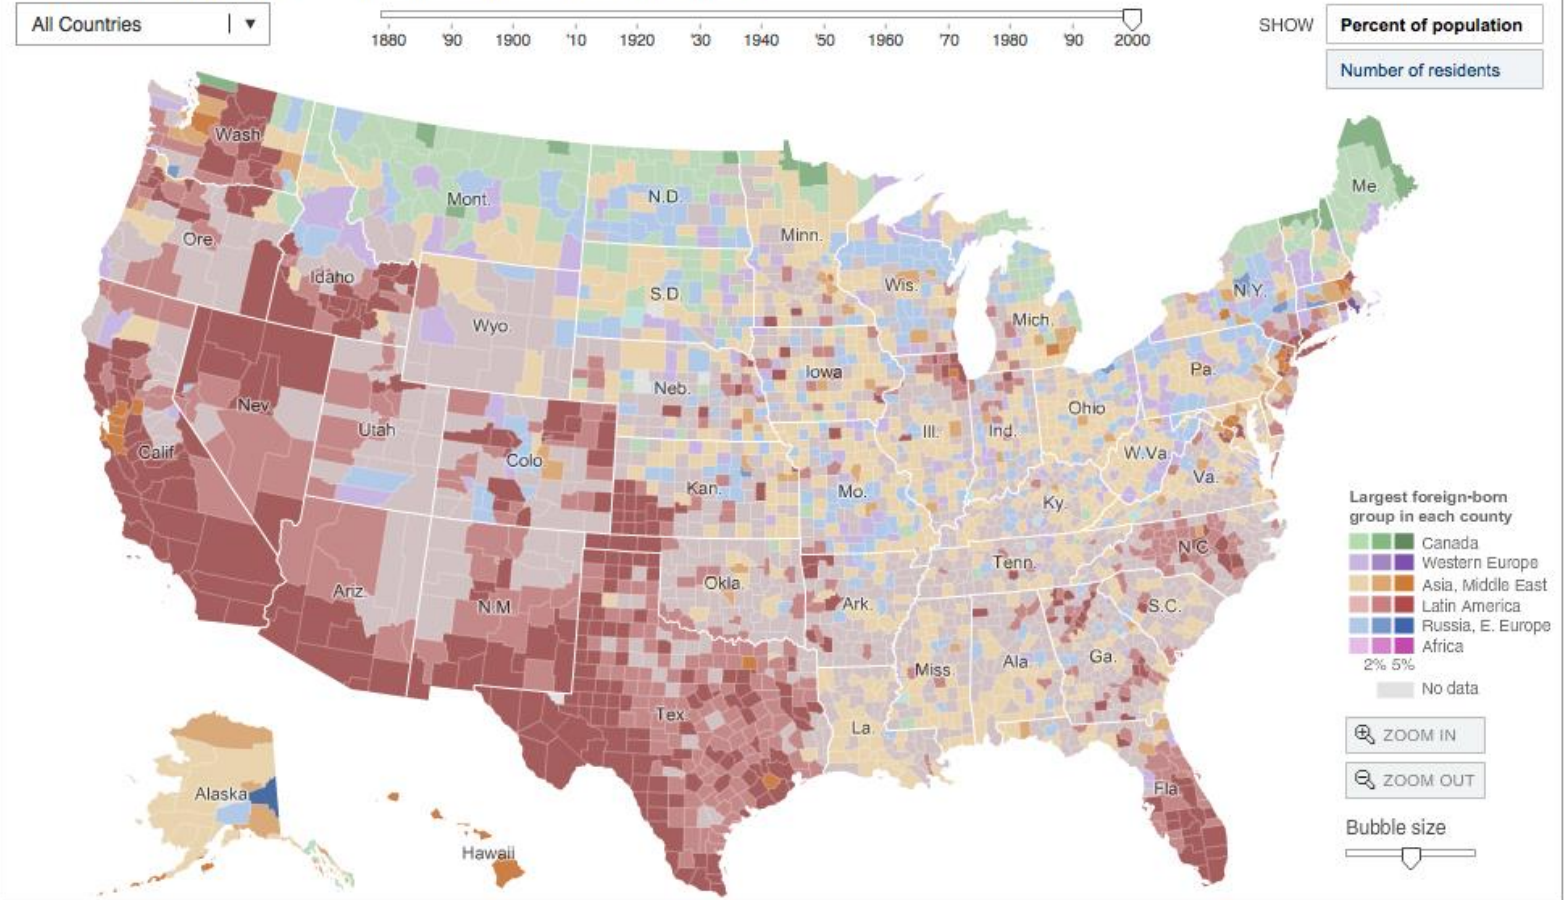 All Countries
▼
1880 '90 1900 '10 1920 '30 1940 '50 1960 '70 1980 '90 2000
SHOW
Percent of population
Number of residents
Wash.
Mont.
N.D.
Minn.
Me.
Ore.
Idaho
S.D.
Wis.
N.Y.
Wyo.
Mich.
Neb.
Iowa
Pa.
Nev.
Utah
Colo.
Ill.
Ind.
Ohio
Calif.
Kan.
Mo.
Ky.
W.Va.
Va.
Ariz.
N.M.
Okla.
Ark.
Tenn.
N.C.
S.C.
Tex.
La.
Miss.
Ala.
Ga.
Fla.
Alaska
Hawaii
Largest foreign-born
group in each county
Canada
Western Europe
Asia, Middle East
Latin America
Russia, E. Europe
Africa
2% 5%
No data
ZOOM IN
ZOOM OUT
Bubble size